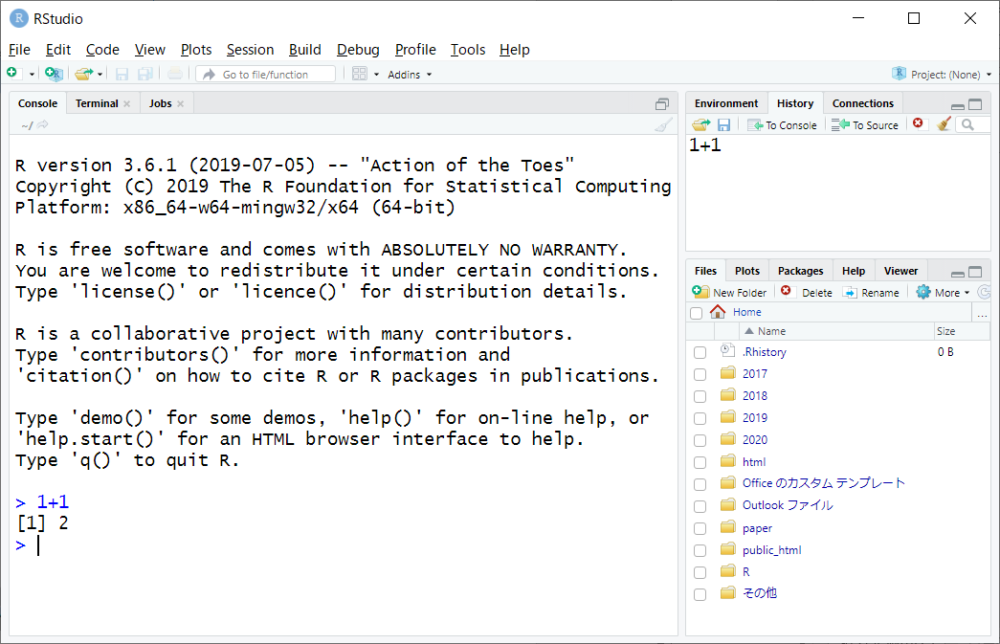 RStudio
File Edit Code View Plots Session Build Debug Profile Tools Help
Go to file/function Addins Project: (None)
Console Terminal Jobs
~/
R version 3.6.1 (2019-07-05) -- "Action of the Toes"
Copyright (C) 2019 The R Foundation for Statistical Computing
Platform: x86_64-w64-mingw32/x64 (64-bit)
R is free software and comes with ABSOLUTELY NO WARRANTY.
You are welcome to redistribute it under certain conditions.
Type 'license()' or 'licence()' for distribution details.
R is a collaborative project with many contributors.
Type 'contributors()' for more information and
'citation()' on how to cite R or R packages in publications.
Type 'demo()' for some demos, 'help()' for on-line help, or
'help.start()' for an HTML browser interface to help.
Type 'q()' to quit R.
> 1+1
[1] 2
>
Environment History Connections
To Console To Source
1+1
Files Plots Packages Help Viewer
New Folder Delete Rename More
Home ...
Name Size
.Rhistory 0 B
2017
2018
2019
2020
html
Office のカスタム テンプレート
Outlook ファイル
paper
public_html
R
その他